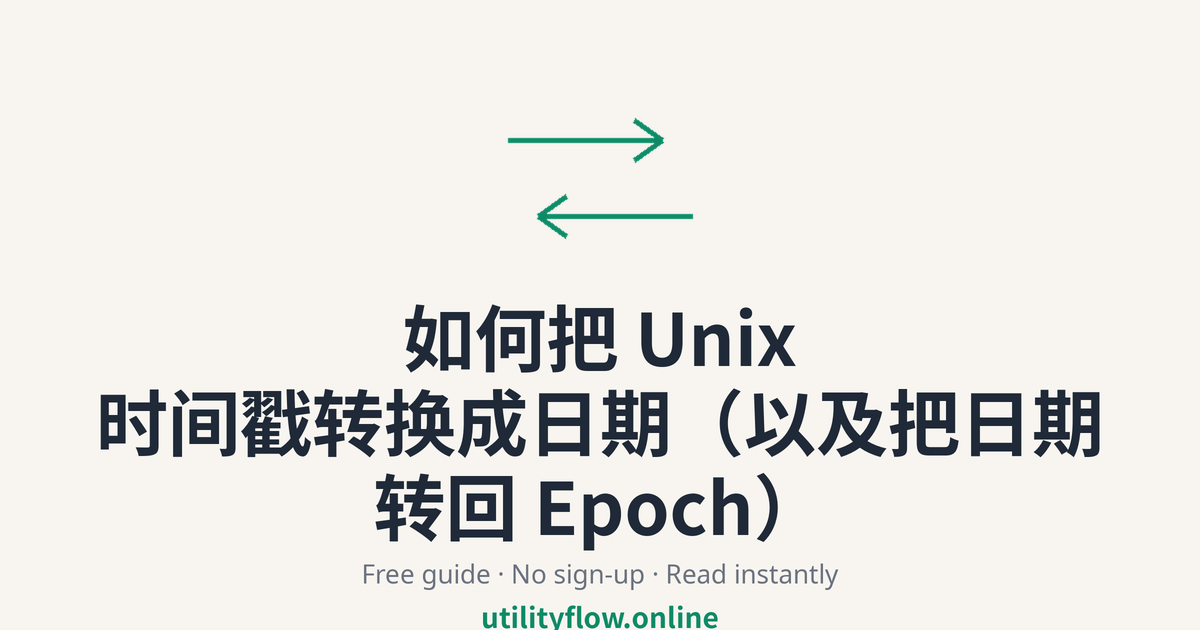 如何把 Unix
时间戳转换成日期（以及把日期
转回 Epoch）
Free guide · No sign-up · Read instantly
utilityflow.online